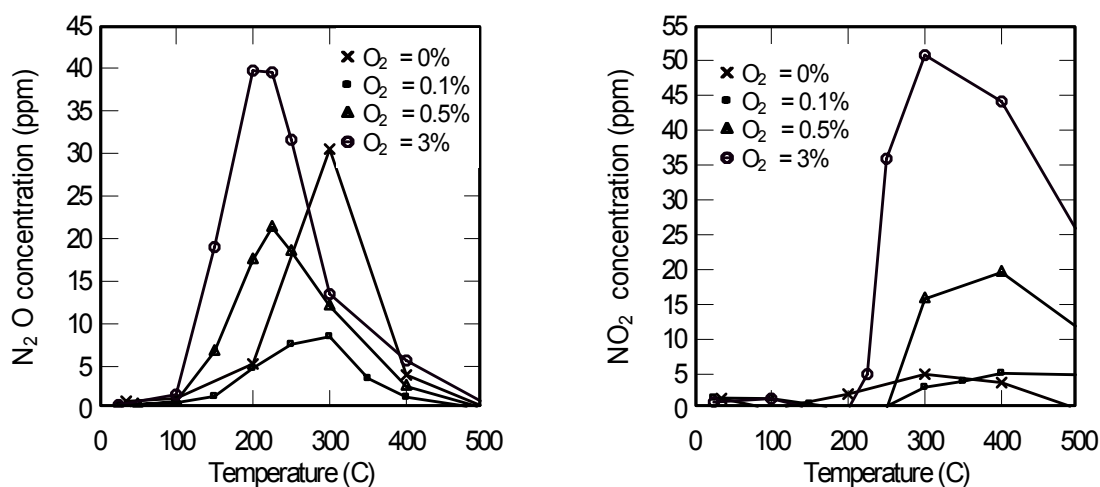 N₂ O concentration (ppm)
45
40
35
30
25
20
15
10
5
0
0 100 200 300 400 500
Temperature (C)
O₂ = 0%
O₂ = 0.1%
O₂ = 0.5%
O₂ = 3%
NO₂ concentration (ppm)
55
50
45
40
35
30
25
20
15
10
5
0
0 100 200 300 400 500
Temperature (C)
O₂ = 0%
O₂ = 0.1%
O₂ = 0.5%
O₂ = 3%